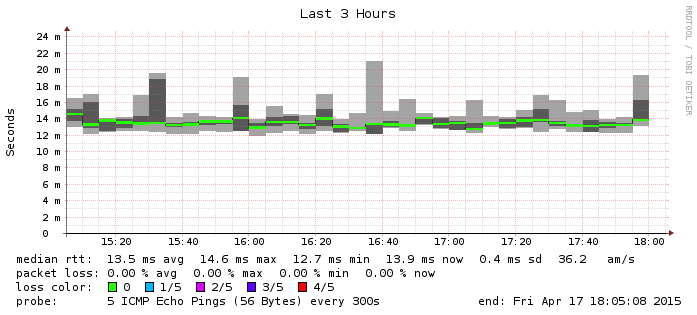 Last 3 Hours
RRDTOOL / TOBI OETIKER
Seconds
24 m
22 m
20 m
18 m
16 m
14 m
12 m
10 m
8 m
6 m
4 m
2 m
0
15:20 15:40 16:00 16:20 16:40 17:00 17:20 17:40 18:00
median rtt: 13.5 ms avg 14.6 ms max 12.7 ms min 13.9 ms now 0.4 ms sd 36.2 am/s
packet loss: 0.00 % avg 0.00 % max 0.00 % min 0.00 % now
loss color: 0 1/5 2/5 3/5 4/5
probe: 5 ICMP Echo Pings (56 Bytes) every 300s end: Fri Apr 17 18:05:08 2015